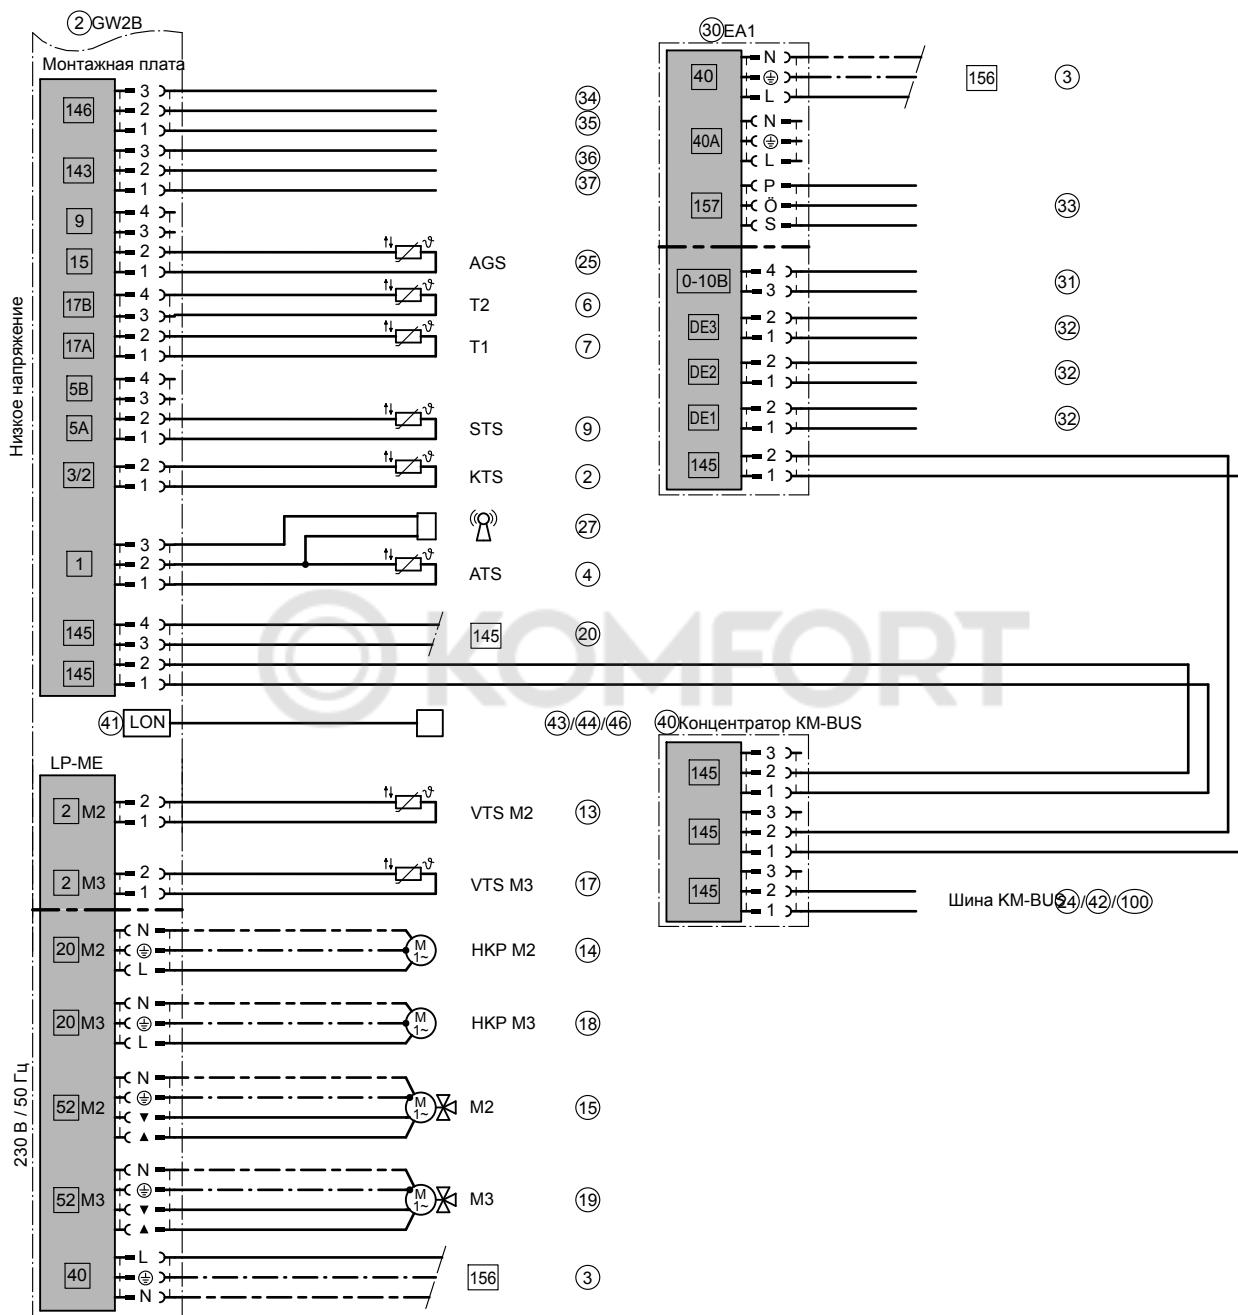 2 GW2B
Монтажная плата
Низкое напряжение
146
3
2
1
34
35
143
3
2
1
36
37
9
4
3
15
2
1
ϑ
AGS
25
17B
4
3
ϑ
T2
6
17A
2
1
ϑ
T1
7
5B
4
3
5A
2
1
ϑ
STS
9
3/2
2
1
ϑ
KTS
2
27
1
3
2
1
ϑ
ATS
4
145
4
3
145
20
145
2
1
KOMFORT
41 LON
43/44/46
LP-ME
2 M2
2
1
ϑ
VTS M2
13
2 M3
2
1
ϑ
VTS M3
17
230 В / 50 Гц
20 M2
N
L
M
1~
HKP M2
14
20 M3
N
L
M
1~
HKP M3
18
52 M2
N
▼
▲
M
1~
M2
15
52 M3
N
▼
▲
M
1~
M3
19
40
L
N
156
3
30 EA1
40
N
L
156
3
40A
N
L
157
P
Ö
S
33
0-10В
4
3
31
DE3
2
1
32
DE2
2
1
32
DE1
2
1
32
145
2
1
40 Концентратор KM-BUS
145
3
2
1
145
3
2
1
145
3
2
1
Шина KM-BUS 24/42/100